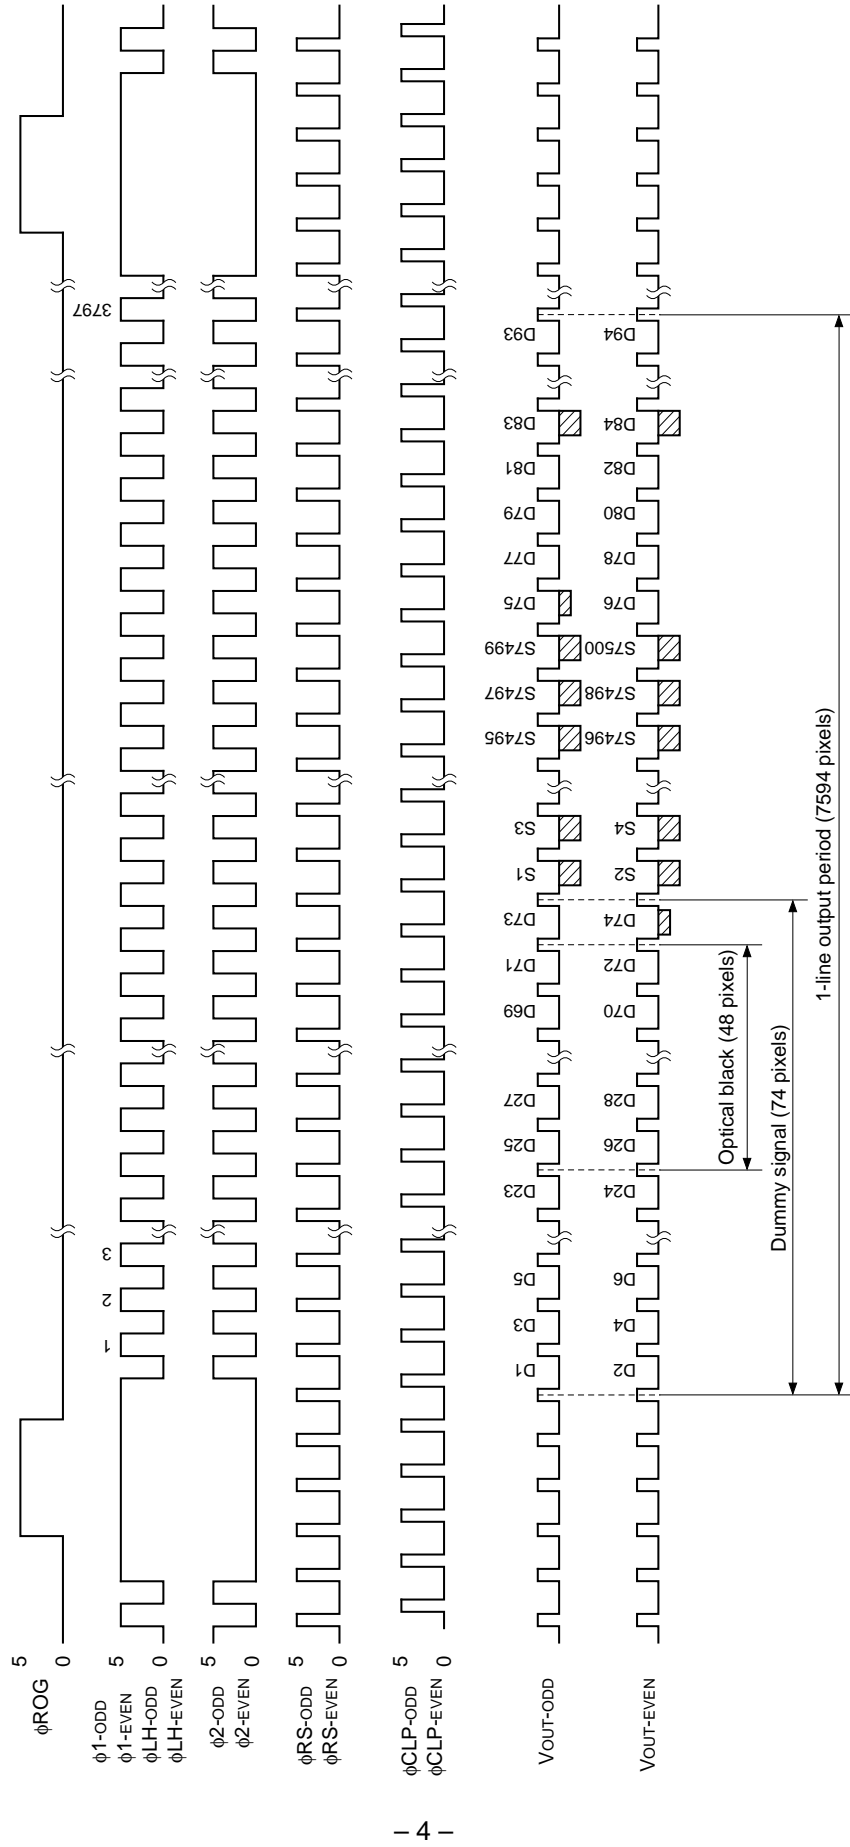 φROG
5
0
φ1-ODD
φ1-EVEN
φLH-ODD
φLH-EVEN
5
0
1
2
3
3797
φ2-ODD
φ2-EVEN
5
0
φRS-ODD
φRS-EVEN
5
0
φCLP-ODD
φCLP-EVEN
5
0
VOUT-ODD
D1
D3
D5
D23
D25
D27
D69
D71
D73
S1
S3
S7495
S7497
S7499
D75
D77
D79
D81
D83
D93
VOUT-EVEN
D2
D4
D6
D24
D26
D28
D70
D72
D74
S2
S4
S7496
S7498
S7500
D76
D78
D80
D82
D84
D94
Optical black (48 pixels)
Dummy signal (74 pixels)
1-line output period (7594 pixels)
– 4 –